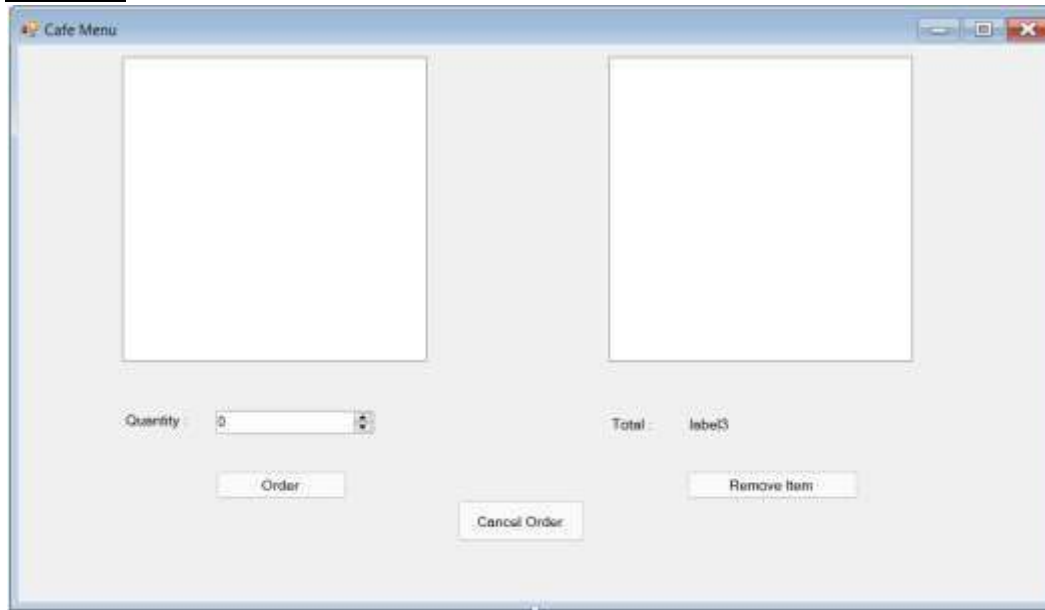 Cafe Menu
Quantity :
0
Total :
label3
Order
Remove Item
Cancel Order